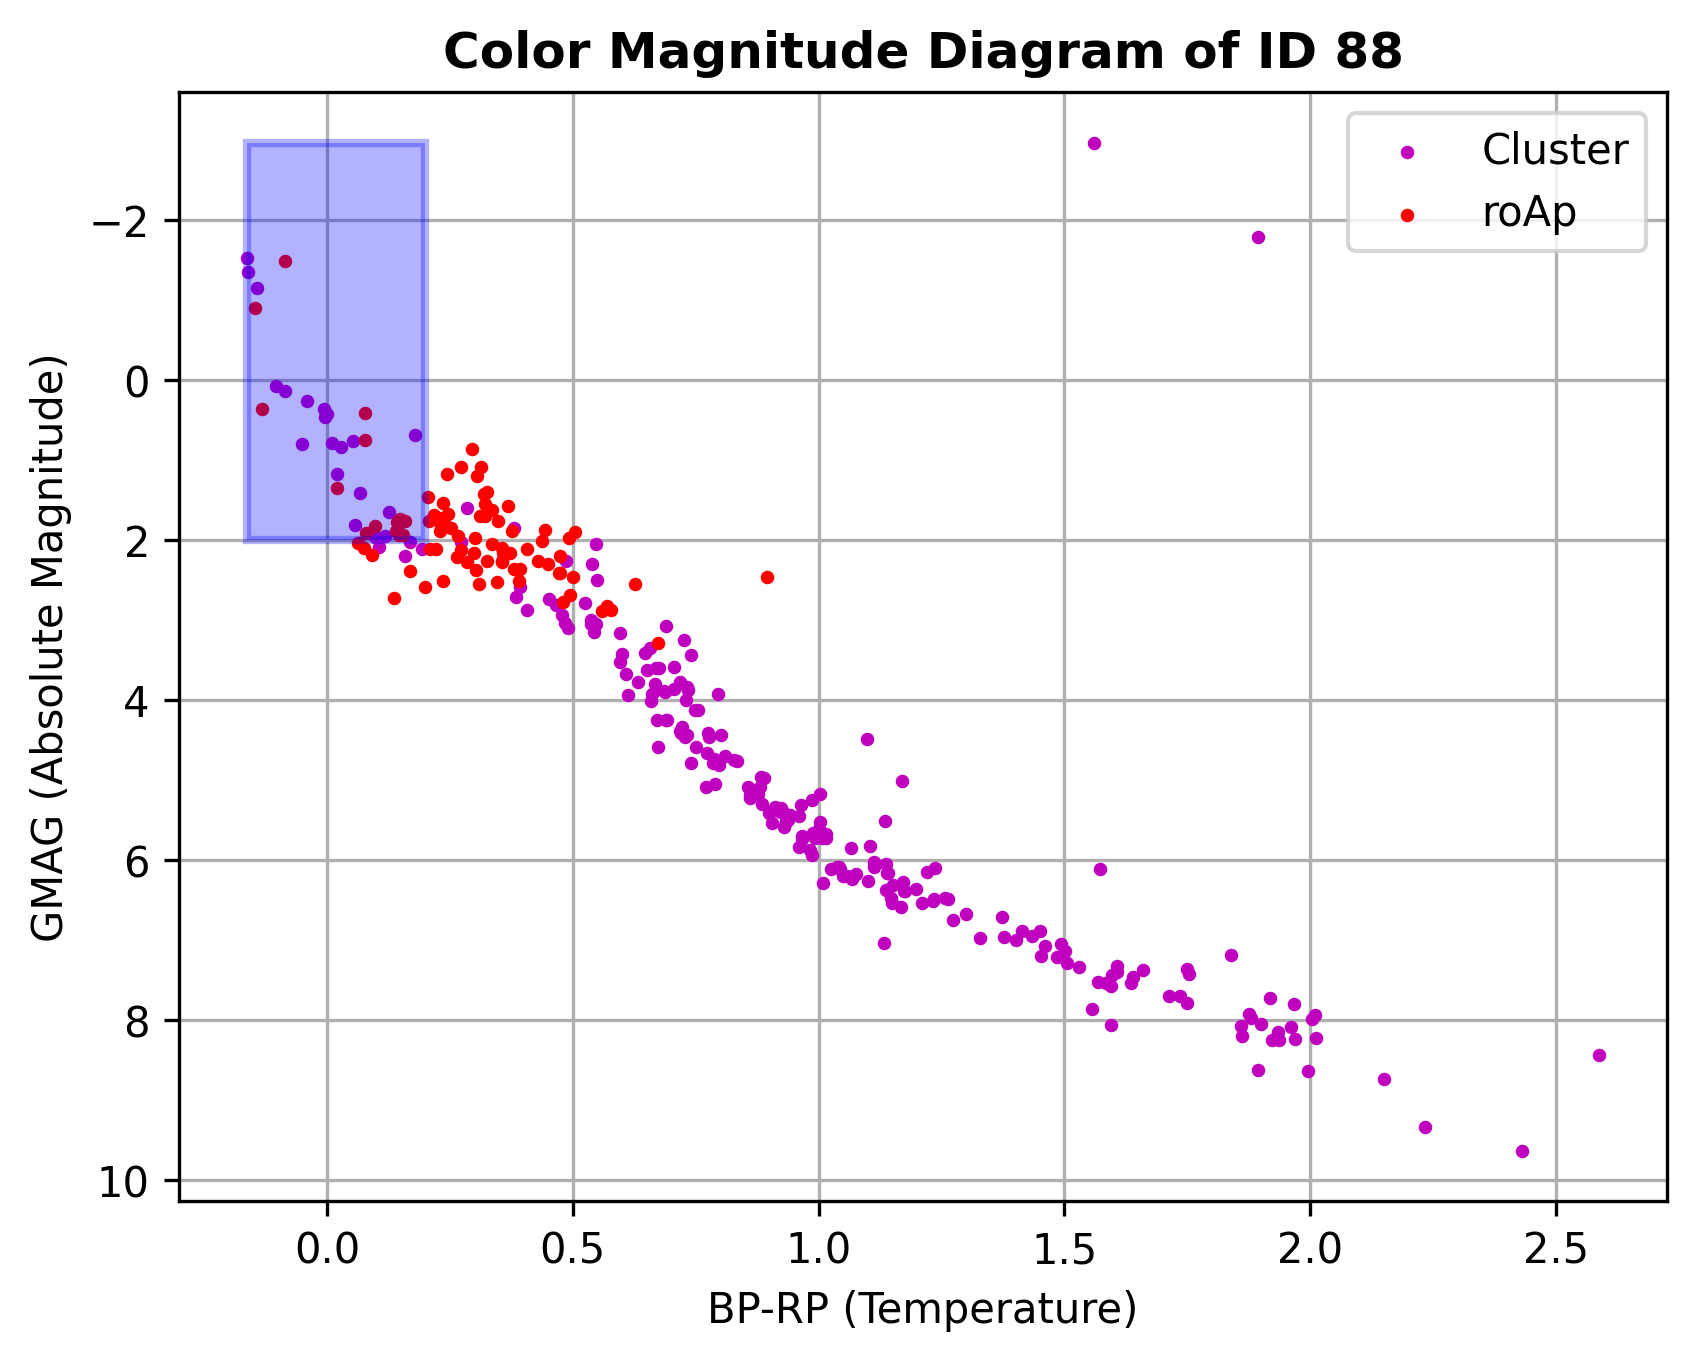 Color Magnitude Diagram of ID 88
Cluster
roAp
−2
0
2
4
6
8
10
GMAG (Absolute Magnitude)
0.0 0.5 1.0 1.5 2.0 2.5
BP-RP (Temperature)